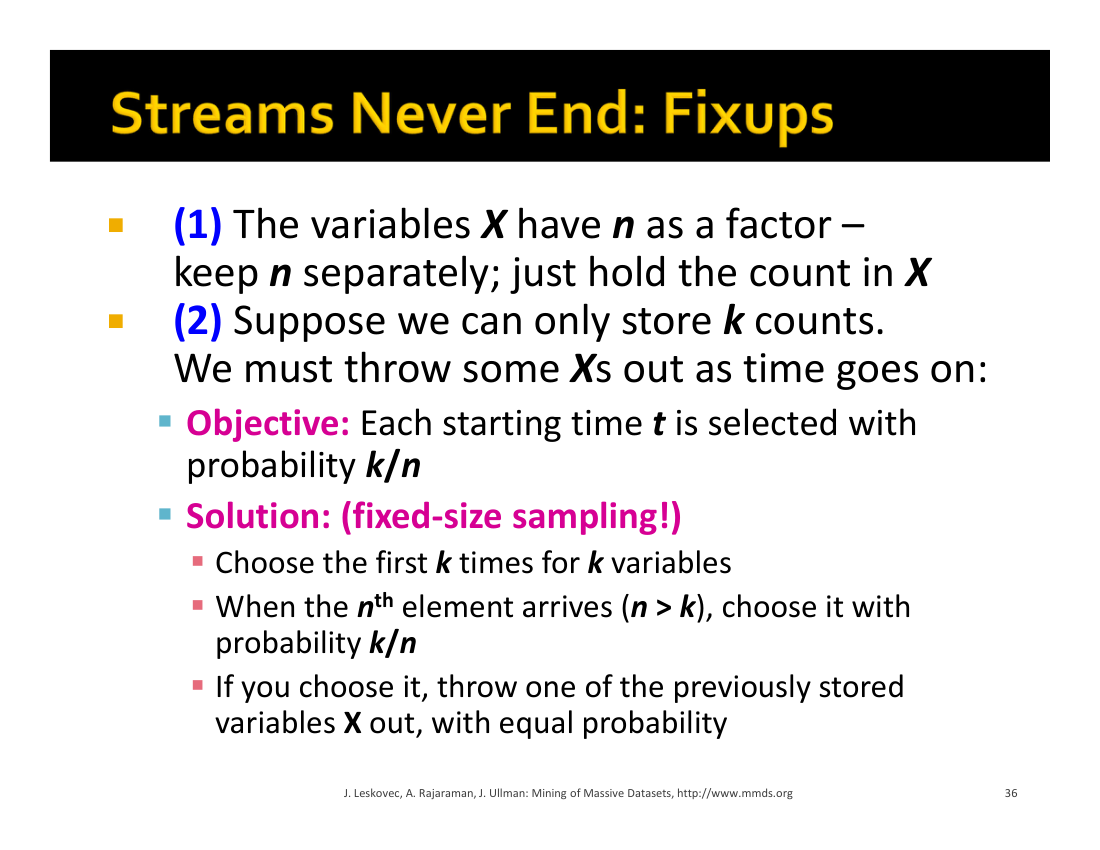 Streams Never End: Fixups
(1) The variables X have n as a factor –
keep n separately; just hold the count in X
(2) Suppose we can only store k counts.
We must throw some Xs out as time goes on:
Objective: Each starting time t is selected with
probability k/n
Solution: (fixed-size sampling!)
Choose the first k times for k variables
When the nth element arrives (n > k), choose it with
probability k/n
If you choose it, throw one of the previously stored
variables X out, with equal probability
J. Leskovec, A. Rajaraman, J. Ullman: Mining of Massive Datasets, http://www.mmds.org
36